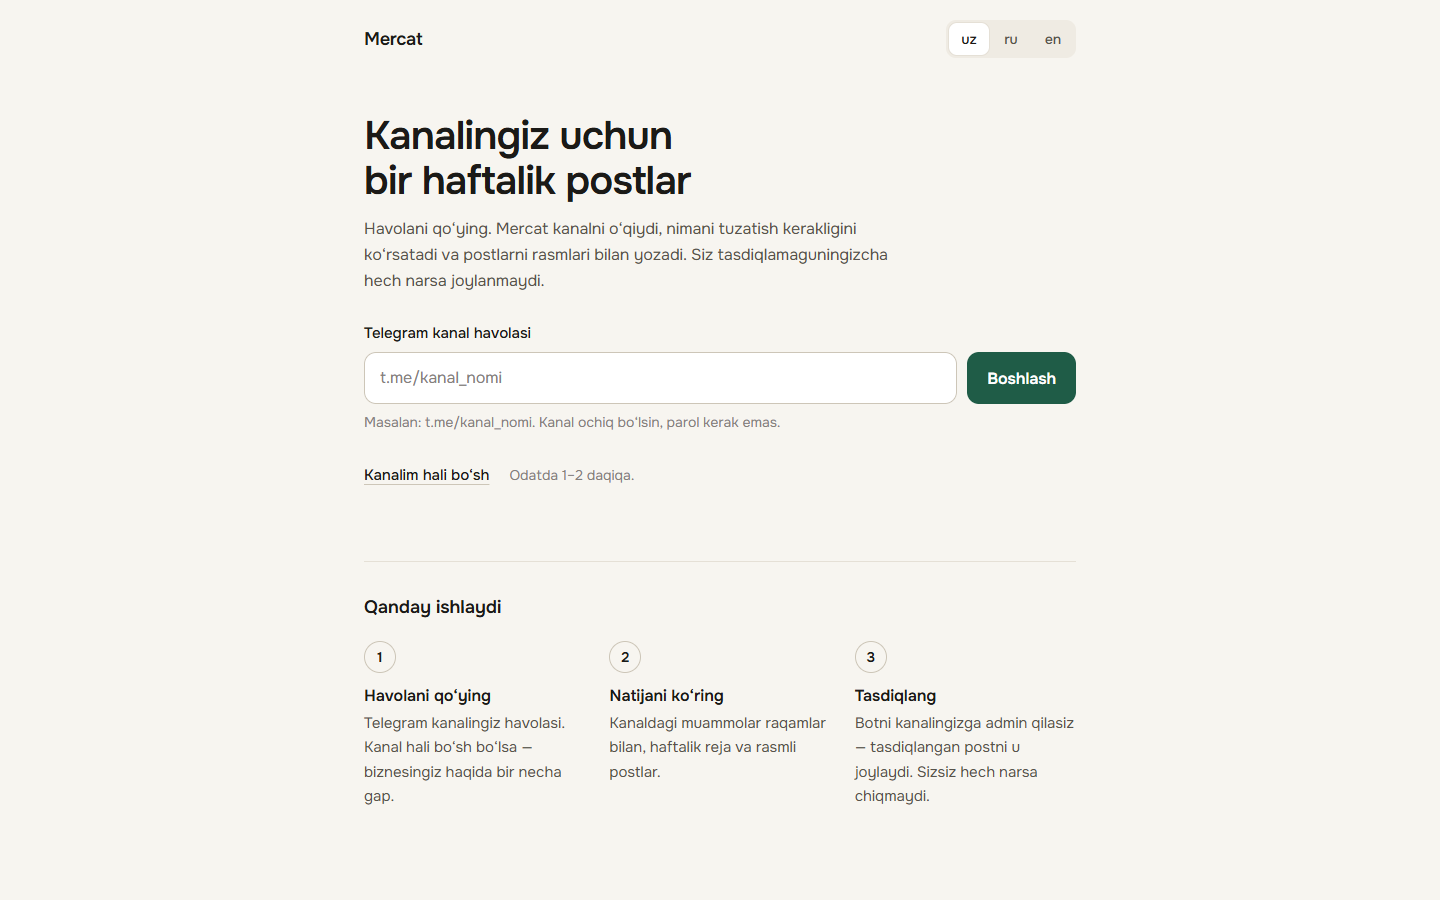 Mercat
uz ru en
Kanalingiz uchun
bir haftalik postlar
Havolani qo‘ying. Mercat kanalni o‘qiydi, nimani tuzatish kerakligini
ko‘rsatadi va postlarni rasmlari bilan yozadi. Siz tasdiqlamaguningizcha
hech narsa joylanmaydi.
Telegram kanal havolasi
t.me/kanal_nomi
Boshlash
Masalan: t.me/kanal_nomi. Kanal ochiq bo‘lsin, parol kerak emas.
Kanalim hali bo‘sh
Odatda 1–2 daqiqa.
Qanday ishlaydi
1
Havolani qo‘ying
Telegram kanalingiz havolasi.
Kanal hali bo‘sh bo‘lsa —
biznesingiz haqida bir necha
gap.
2
Natijani ko‘ring
Kanaldagi muammolar raqamlar
bilan, haftalik reja va rasmli
postlar.
3
Tasdiqlang
Botni kanalingizga admin qilasiz
— tasdiqlangan postni u
joylaydi. Sizsiz hech narsa
chiqmaydi.